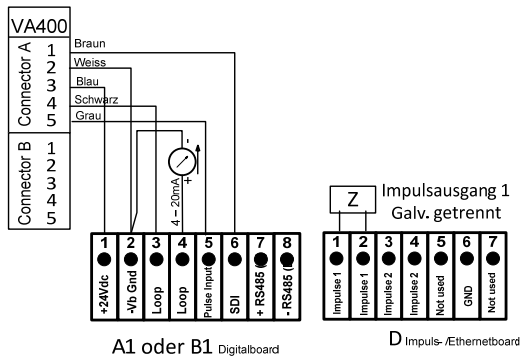 VA400
Connector A
1
2
3
4
5
Connector B
1
2
3
4
5
Braun
Weiss
Blau
Schwarz
Grau
-
+
4 – 20mA
1 2 3 4 5 6 7 8
+24Vdc
-Vb Gnd
Loop
Loop
Pulse Input
SDI
+ RS485 (
- RS485 (
A1 oder B1 Digitalboard
Z
Impulsausgang 1
Galv. getrennt
1 2 3 4 5 6 7
Impulse 1
Impulse 1
Impulse 2
Impulse 2
Not used
GND
Not used
D Impuls- /Ethernetboard